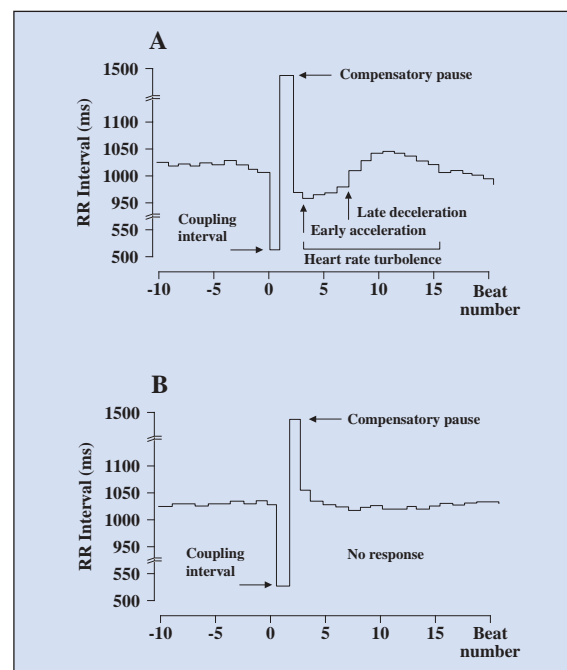 A
1500
Compensatory pause
1100
1050
1000
950
550
500
RR Interval (ms)
Coupling
interval
Late deceleration
Early acceleration
Heart rate turbolence
-10 -5 0 5 10 15 Beat
number
B
1500
Compensatory pause
1100
1050
1000
950
550
500
RR Interval (ms)
Coupling
interval
No response
-10 -5 0 5 10 15 Beat
number